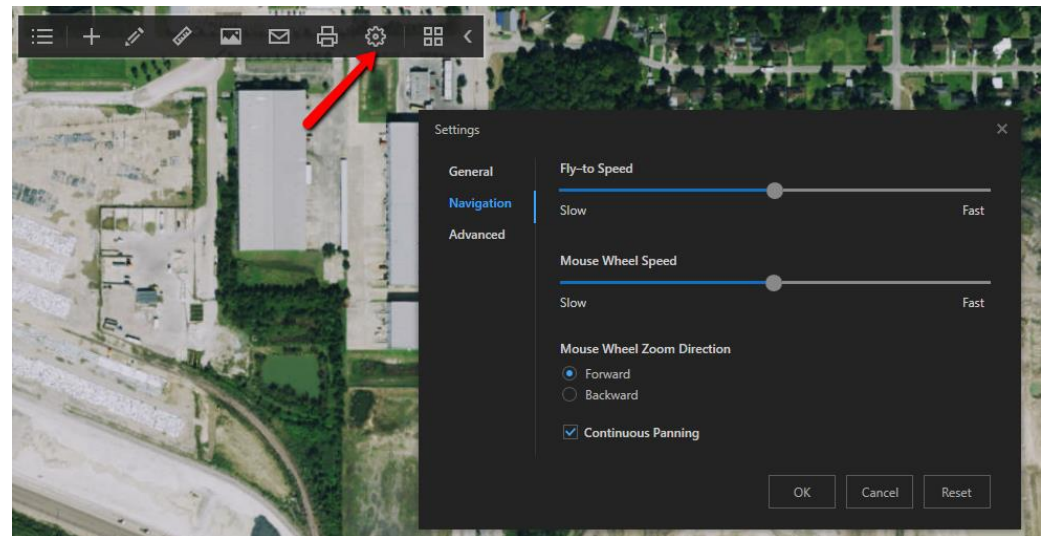 Settings
General
Navigation
Advanced
Fly-to Speed
Slow Fast
Mouse Wheel Speed
Slow Fast
Mouse Wheel Zoom Direction
Forward
Backward
Continuous Panning
OK Cancel Reset